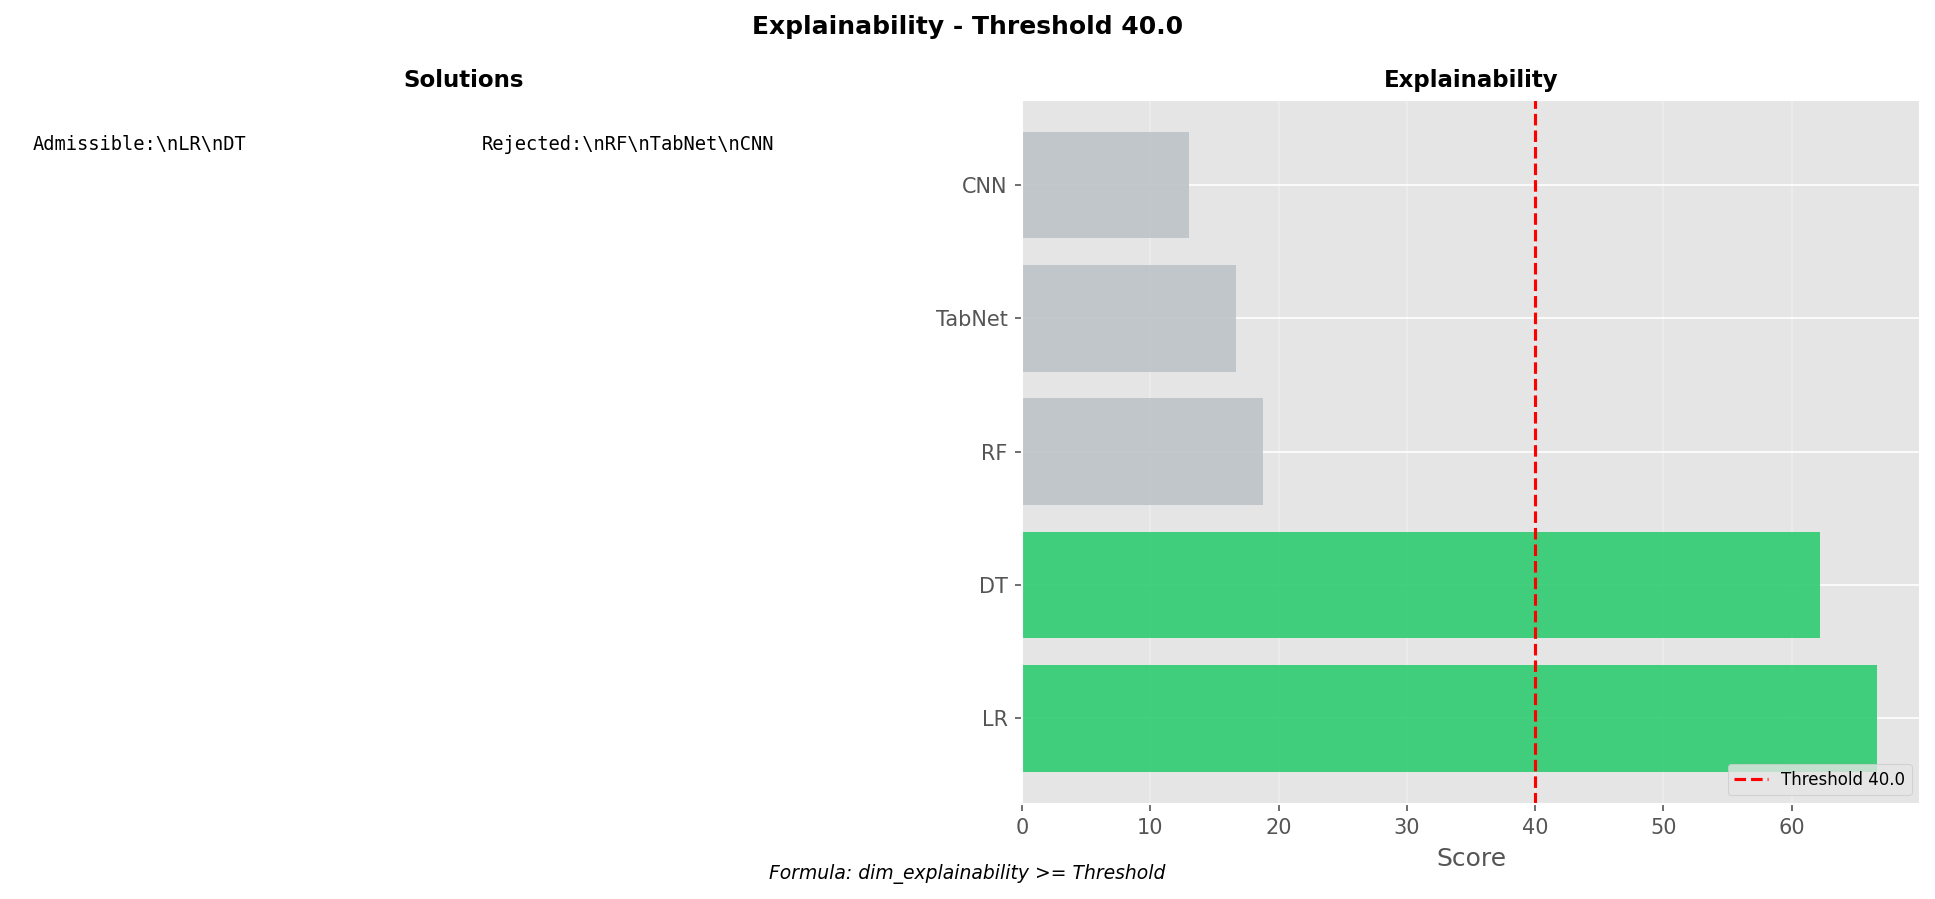 Explainability - Threshold 40.0
Solutions
Admissible:\nLR\nDT
Rejected:\nRF\nTabNet\nCNN
Explainability
CNN
TabNet
RF
DT
LR
Threshold 40.0
0 10 20 30 40 50 60
Score
Formula: dim_explainability >= Threshold